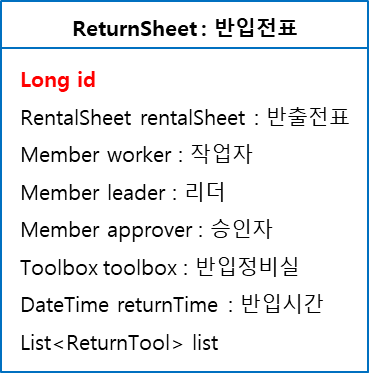 ReturnSheet : 반입전표
Long id
RentalSheet rentalSheet : 반출전표
Member worker : 작업자
Member leader : 리더
Member approver : 승인자
Toolbox toolbox : 반입정비실
DateTime returnTime : 반입시간
List<ReturnTool> list